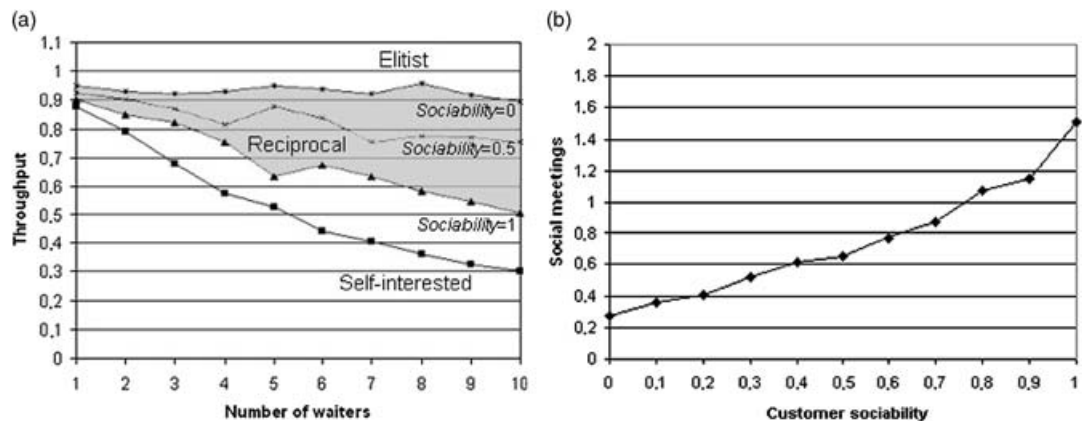 (a)
Throughput
1,1
1
0,9
0,8
0,7
0,6
0,5
0,4
0,3
0,2
0,1
0
Elitist
Sociability=0
Reciprocal
Sociability=0.5
Sociability=1
Self-interested
1 2 3 4 5 6 7 8 9 10
Number of waiters
(b)
Social meetings
2
1,8
1,6
1,4
1,2
1
0,8
0,6
0,4
0,2
0
0 0,1 0,2 0,3 0,4 0,5 0,6 0,7 0,8 0,9 1
Customer sociability